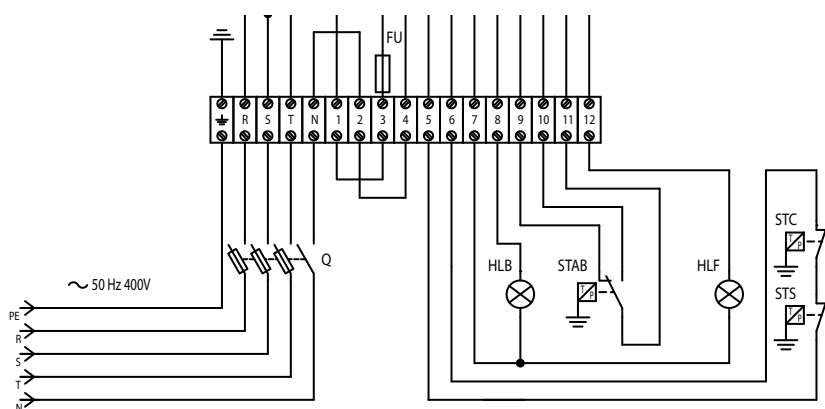 FU
R S T N 1 2 3 4 5 6 7 8 9 10 11 12
Q
HLB
STAB
HLF
STC
STS
T P
T P
T P
50 Hz 400V
PE
R
S
T
N